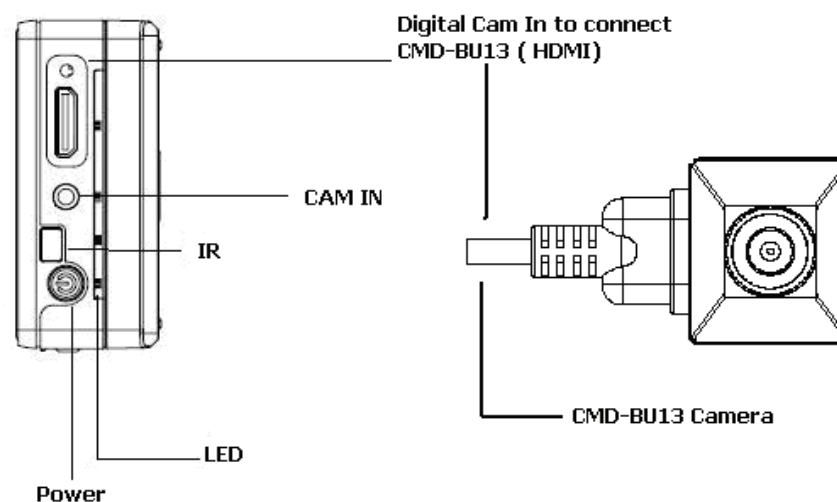 Digital Cam In to connect
CMD-BU13 ( HDMI)
CAM IN
IR
CMD-BU13 Camera
LED
Power